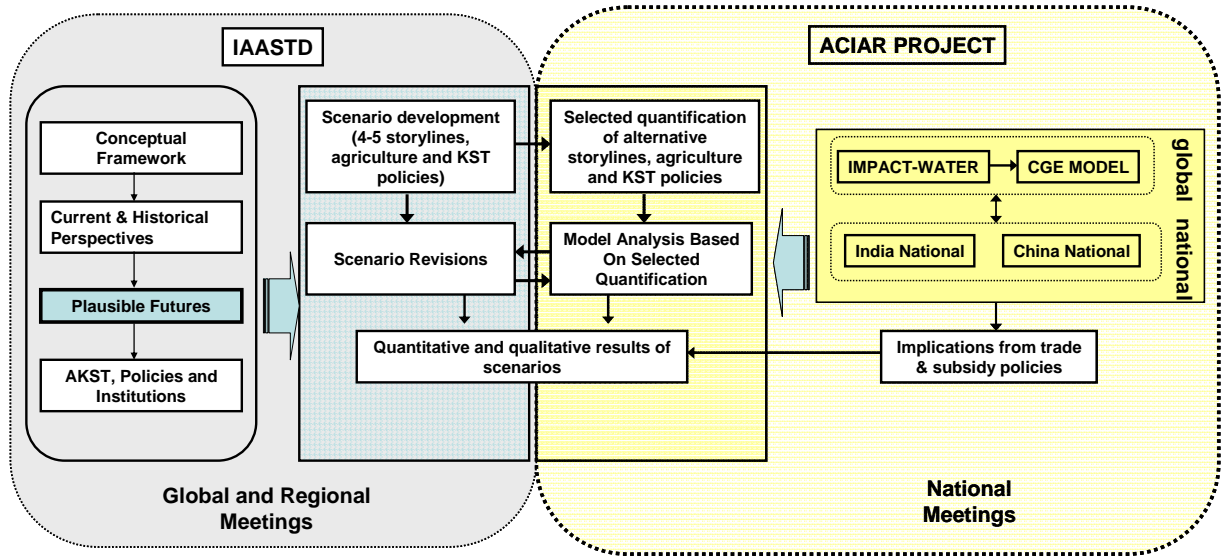 IAASTD
Conceptual
Framework
Current & Historical
Perspectives
Plausible Futures
AKST, Policies and
Institutions
Scenario development
(4-5 storylines,
agriculture and KST
policies)
Scenario Revisions
Quantitative and qualitative results of
scenarios
Global and Regional
Meetings
ACIAR PROJECT
Selected quantification
of alternative
storylines, agriculture
and KST policies
Model Analysis Based
On Selected
Quantification
IMPACT-WATER
CGE MODEL
India National
China National
global
national
Implications from trade
& subsidy policies
National
Meetings